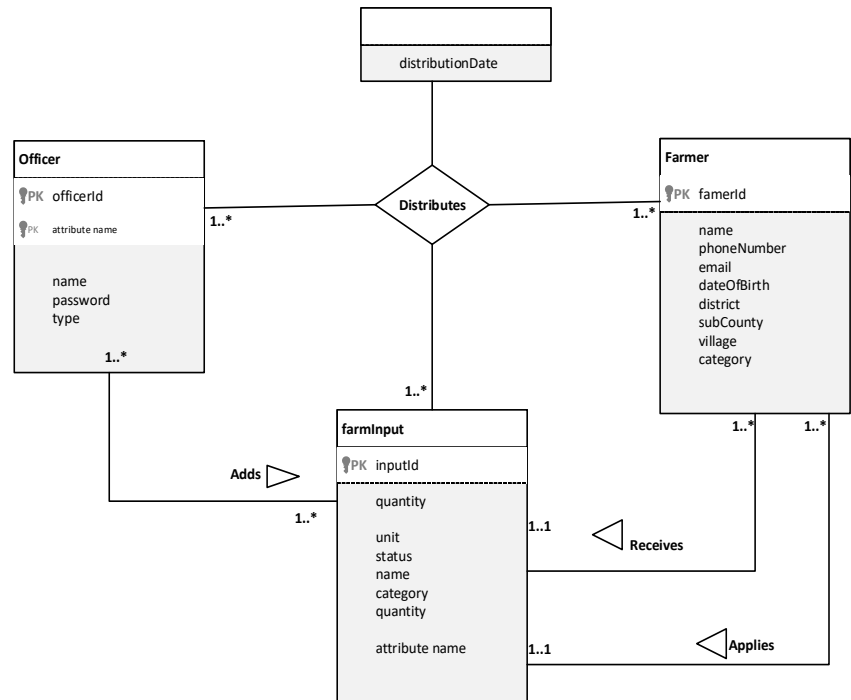 distributionDate
Officer
PK officerId
PK attribute name
name
password
type
1..*
1..*
Distributes
Farmer
PK famerId
1..*
name
phoneNumber
email
dateOfBirth
district
subCounty
village
category
1..*
1..*
1..*
farmInput
PK inputId
quantity
unit
status
name
category
quantity
attribute name
Adds
1..*
1..1
Receives
1..1
Applies